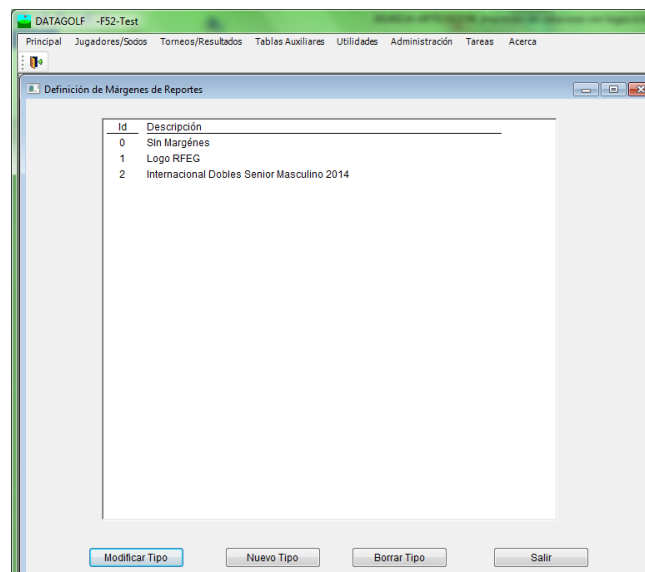 DATAGOLF -F52-Test
Principal Jugadores/Socios Torneos/Resultados Tablas Auxiliares Utilidades Administración Tareas Acerca
Definición de Márgenes de Reportes
Id Descripción
0 SIn Margénes
1 Logo RFEG
2 Internacional Dobles Senior Masculino 2014
Modificar Tipo Nuevo Tipo Borrar Tipo Salir